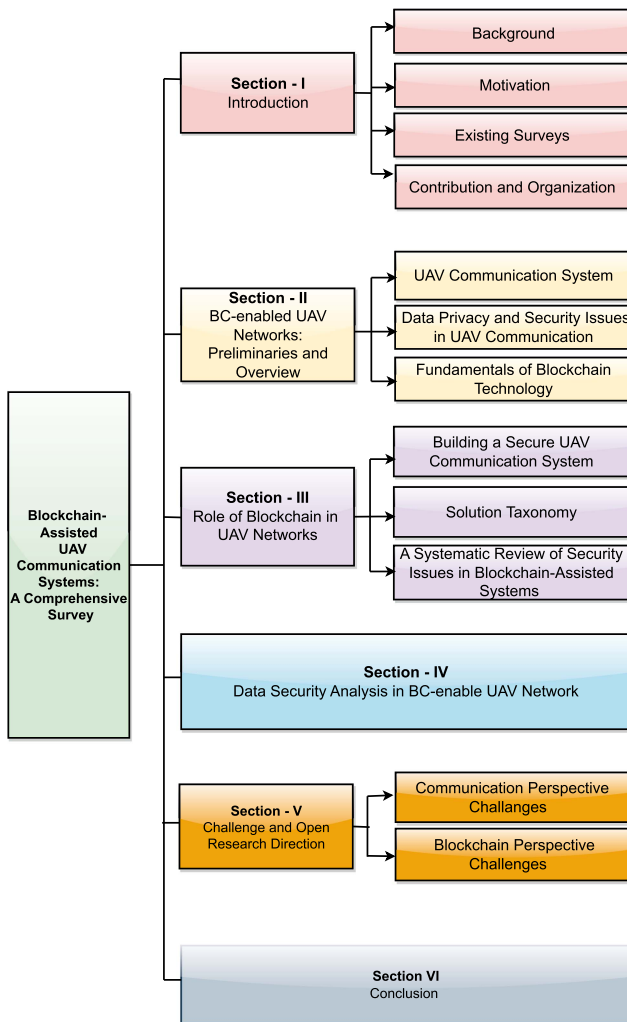 Blockchain-
Assisted
UAV
Communication
Systems:
A Comprehensive
Survey
Section - I
Introduction
Background
Motivation
Existing Surveys
Contribution and Organization
Section - II
BC-enabled UAV
Networks:
Preliminaries and
Overview
UAV Communication System
Data Privacy and Security Issues
in UAV Communication
Fundamentals of Blockchain
Technology
Section - III
Role of Blockchain in
UAV Networks
Building a Secure UAV
Communication System
Solution Taxonomy
A Systematic Review of Security
Issues in Blockchain-Assisted
Systems
Section - IV
Data Security Analysis in BC-enable UAV Network
Section - V
Challenge and Open
Research Direction
Communication Perspective
Challanges
Blockchain Perspective
Challenges
Section VI
Conclusion